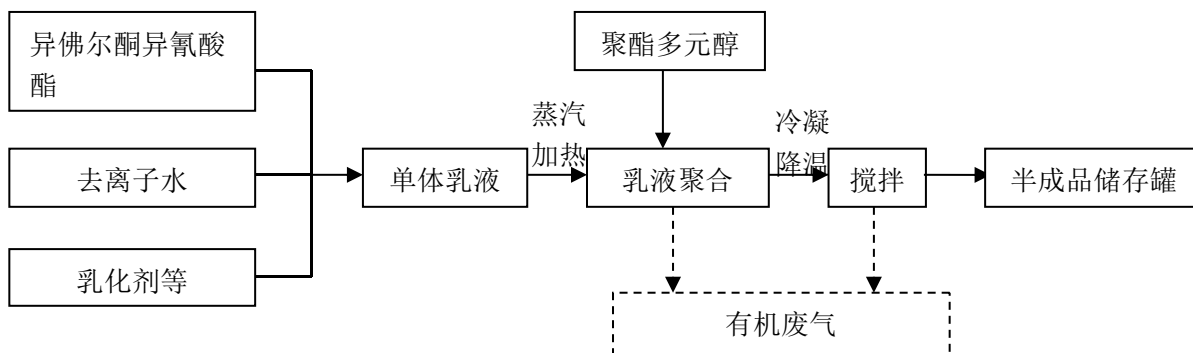 异佛尔酮异氰酸
酯
聚酯多元醇
蒸汽
加热
冷凝
降温
去离子水
单体乳液
乳液聚合
搅拌
半成品储存罐
乳化剂等
有机废气